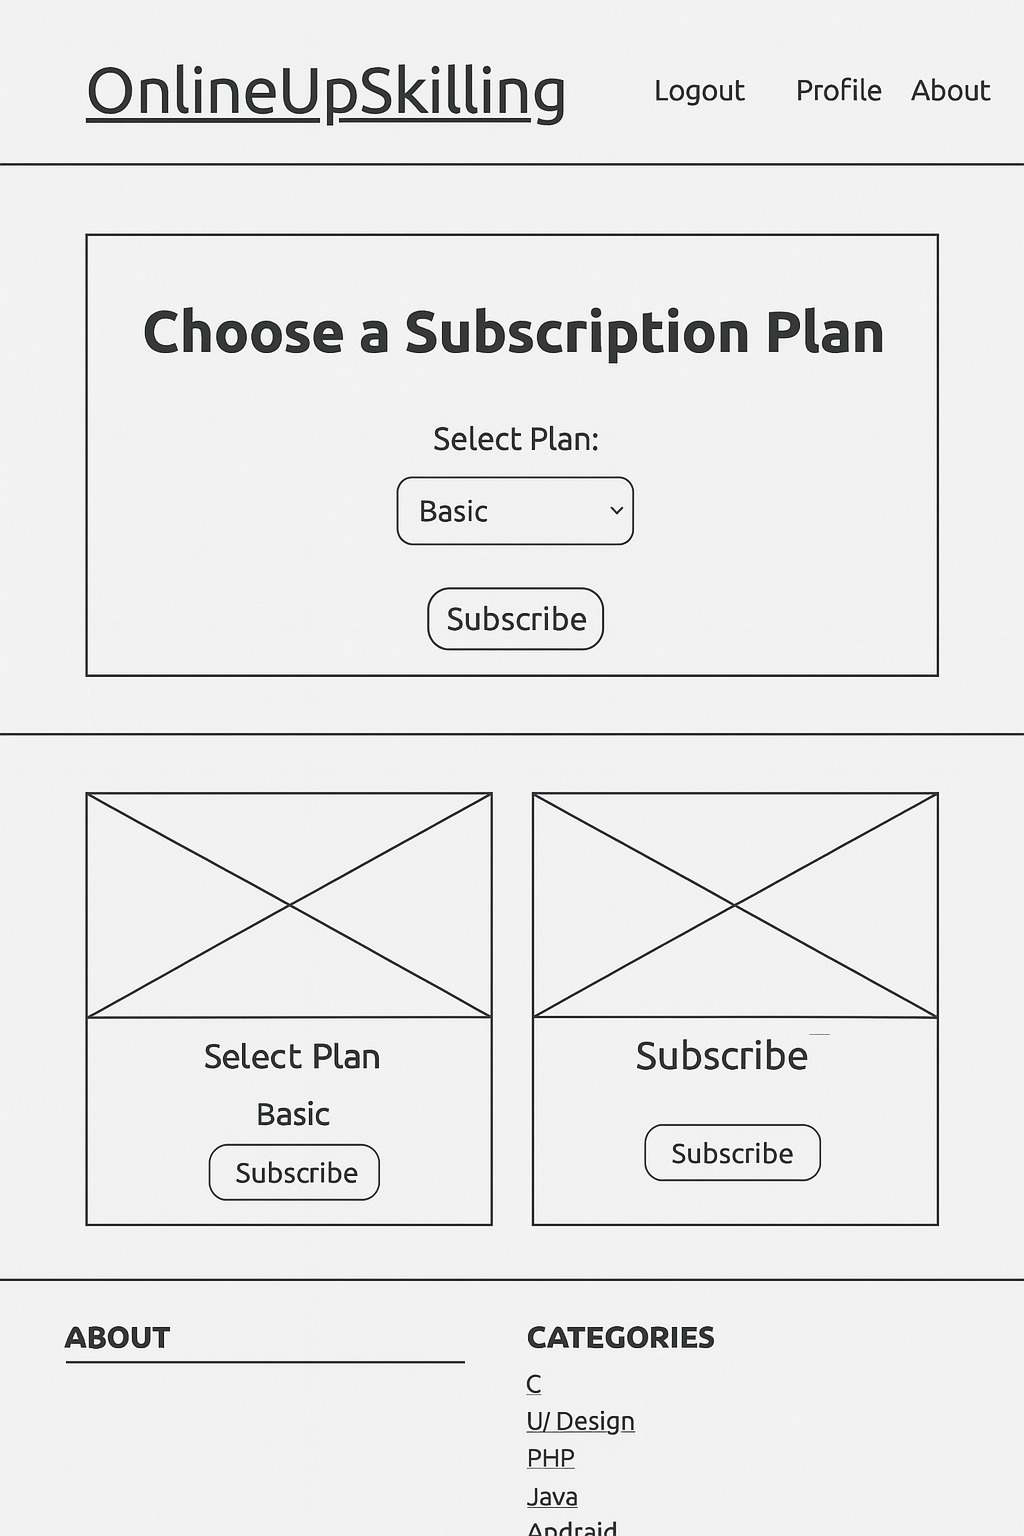 OnlineUpSkilling
Logout Profile About
Choose a Subscription Plan
Select Plan:
Basic
Subscribe
Select Plan
Basic
Subscribe
Subscribe
Subscribe
ABOUT
CATEGORIES
C
U/ Design
PHP
Java
Andraid